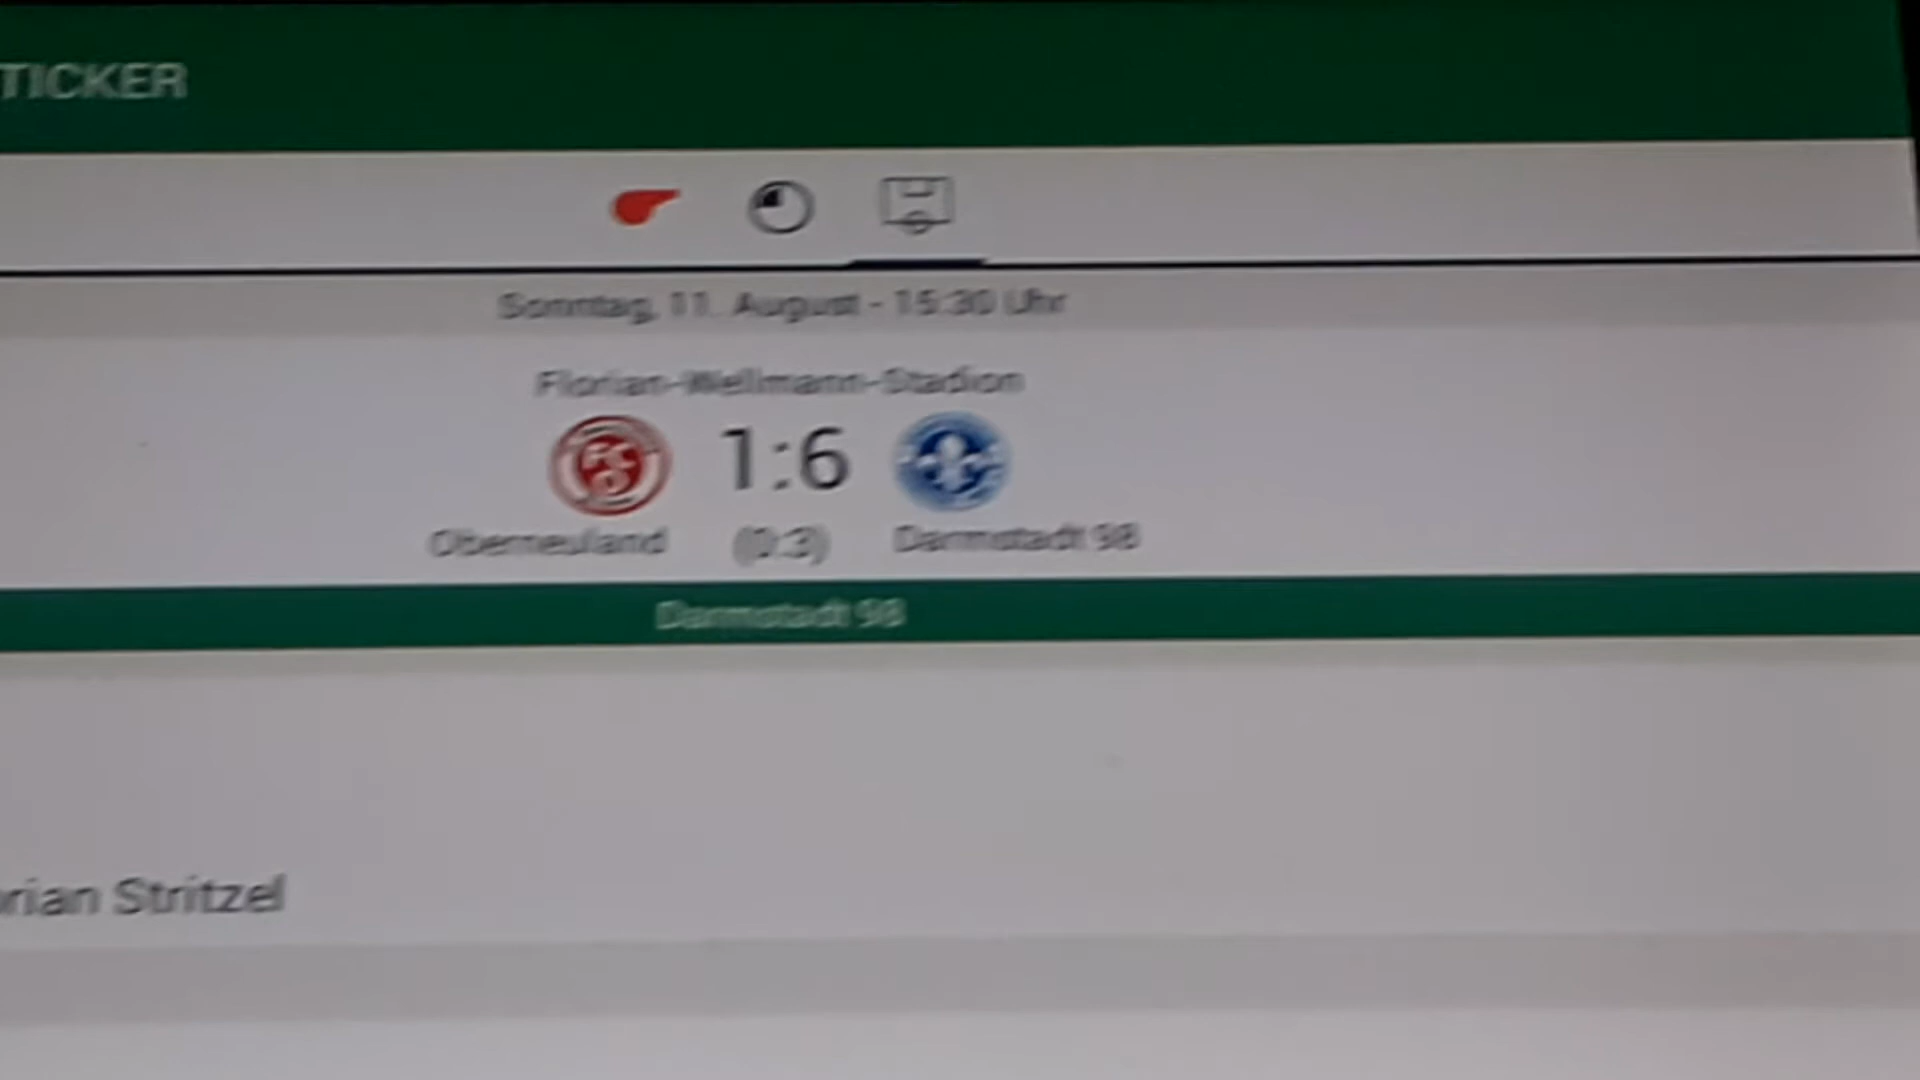 TICKER
Sonntag, 11. August - 15:30 Uhr
Florian-Wellmann-Stadion
FC
O
1:6
Oberneuland
(0:3)
Darmstadt 98
Darmstadt 98
rian Stritzel